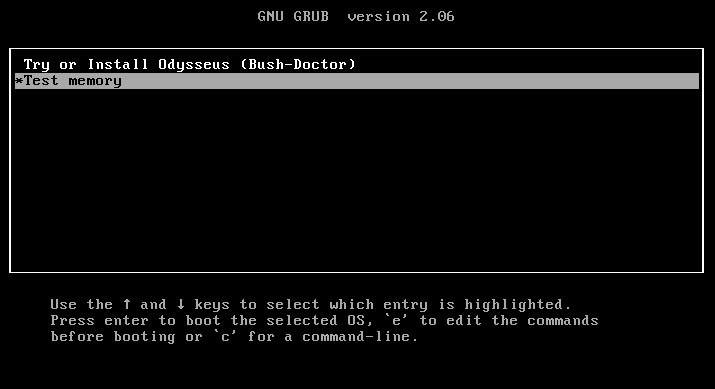 GNU GRUB  version 2.06
Try or Install Odysseus (Bush-Doctor)
*Test memory
Use the ↑ and ↓ keys to select which entry is highlighted.
Press enter to boot the selected OS, `e' to edit the commands
before booting or `c' for a command-line.